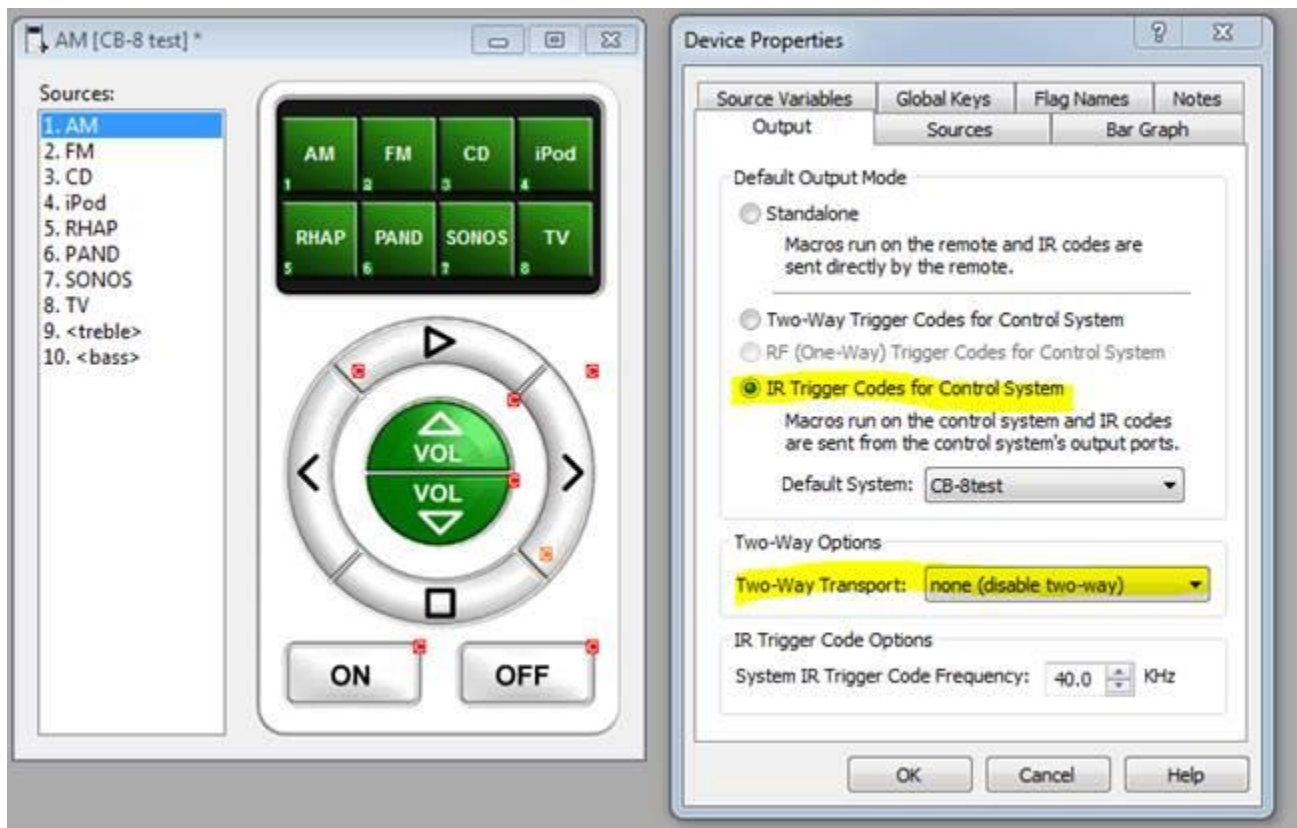 AM [CB-8 test] *
Sources:
1. AM
2. FM
3. CD
4. iPod
5. RHAP
6. PAND
7. SONOS
8. TV
9. <treble>
10. <bass>
AM FM CD iPod
1 2 3 4
RHAP PAND SONOS TV
5 6 7 8
C C
C
VOL
VOL
C
C
C C
ON OFF
Device Properties
Source Variables Global Keys Flag Names Notes
Output Sources Bar Graph
Default Output Mode
Standalone
Macros run on the remote and IR codes are
sent directly by the remote.
Two-Way Trigger Codes for Control System
RF (One-Way) Trigger Codes for Control System
IR Trigger Codes for Control System
Macros run on the control system and IR codes
are sent from the control system's output ports.
Default System: CB-8test
Two-Way Options
Two-Way Transport: none (disable two-way)
IR Trigger Code Options
System IR Trigger Code Frequency: 40.0 KHz
OK Cancel Help